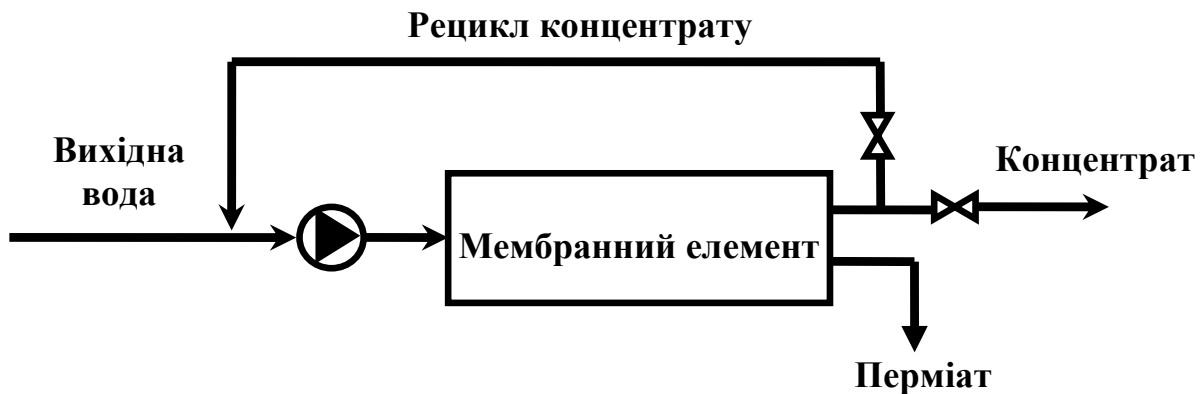 Рецикл концентрату
Вихідна
вода
Концентрат
Мембранний елемент
Перміат